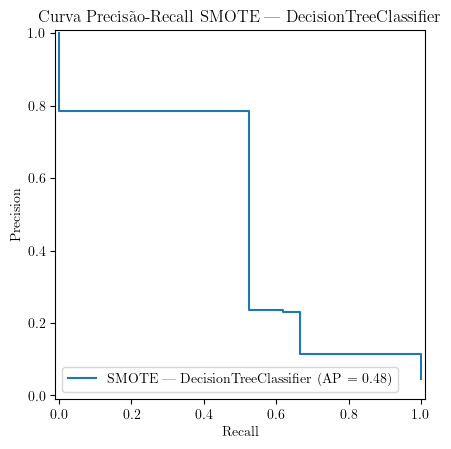 Curva Precisão-Recall SMOTE — DecisionTreeClassifier
1.0
0.8
0.6
0.4
0.2
0.0
Precision
SMOTE — DecisionTreeClassifier (AP = 0.48)
0.0 0.2 0.4 0.6 0.8 1.0
Recall